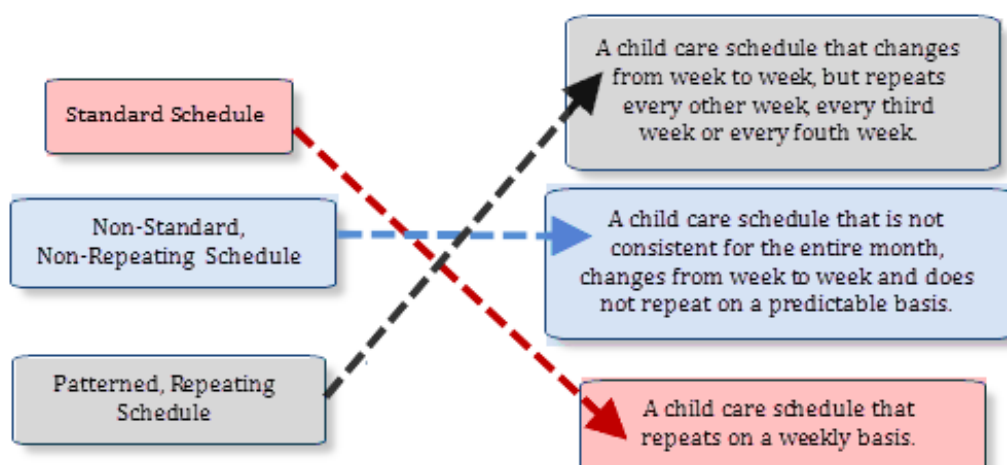 Standard Schedule
Non-Standard,
Non-Repeating Schedule
Patterned, Repeating
Schedule
A child care schedule that changes
from week to week, but repeats
every other week, every third
week or every fouth week.
A child care schedule that is not
consistent for the entire month,
changes from week to week and does
not repeat on a predictable basis.
A child care schedule that
repeats on a weekly basis.